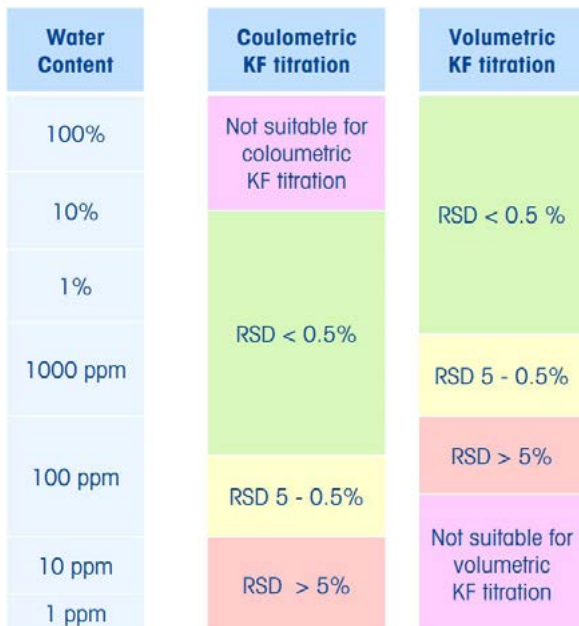 Water
Content
100%
10%
1%
1000 ppm
100 ppm
10 ppm
1 ppm
Coulometric
KF titration
Not suitable for
coloumetric
KF titration
RSD < 0.5%
RSD 5 - 0.5%
RSD > 5%
Volumetric
KF titration
RSD < 0.5 %
RSD 5 - 0.5%
RSD > 5%
Not suitable for
volumetric
KF titration